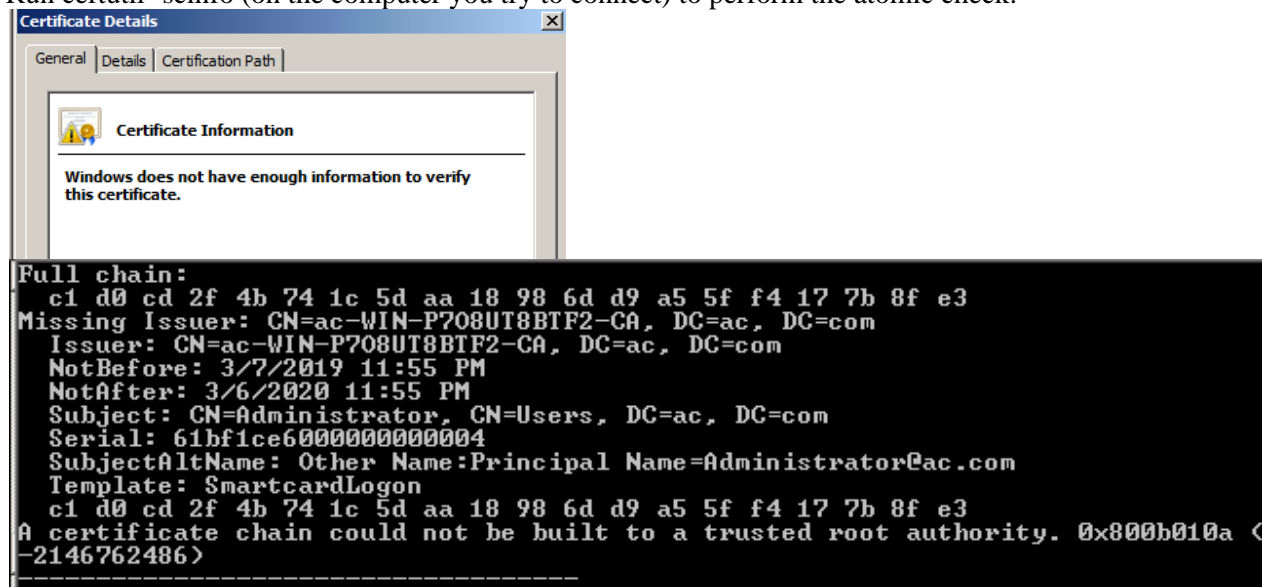 Run certutil -scinfo (on the computer you try to connect) to perform the atomic check.
Certificate Details
General Details Certification Path
Certificate Information
Windows does not have enough information to verify
this certificate.
Full chain:
c1 d0 cd 2f 4b 74 1c 5d aa 18 98 6d d9 a5 5f f4 17 7b 8f e3
Missing Issuer: CN=ac-WIN-P7O8UT8BTF2-CA, DC=ac, DC=com
Issuer: CN=ac-WIN-P7O8UT8BTF2-CA, DC=ac, DC=com
NotBefore: 3/7/2019 11:55 PM
NotAfter: 3/6/2020 11:55 PM
Subject: CN=Administrator, CN=Users, DC=ac, DC=com
Serial: 61bf1ce6000000000004
SubjectAltName: Other Name:Principal Name=Administrator@ac.com
Template: SmartcardLogon
c1 d0 cd 2f 4b 74 1c 5d aa 18 98 6d d9 a5 5f f4 17 7b 8f e3
A certificate chain could not be built to a trusted root authority. 0x800b010a (
-2146762486)
------------------------------------